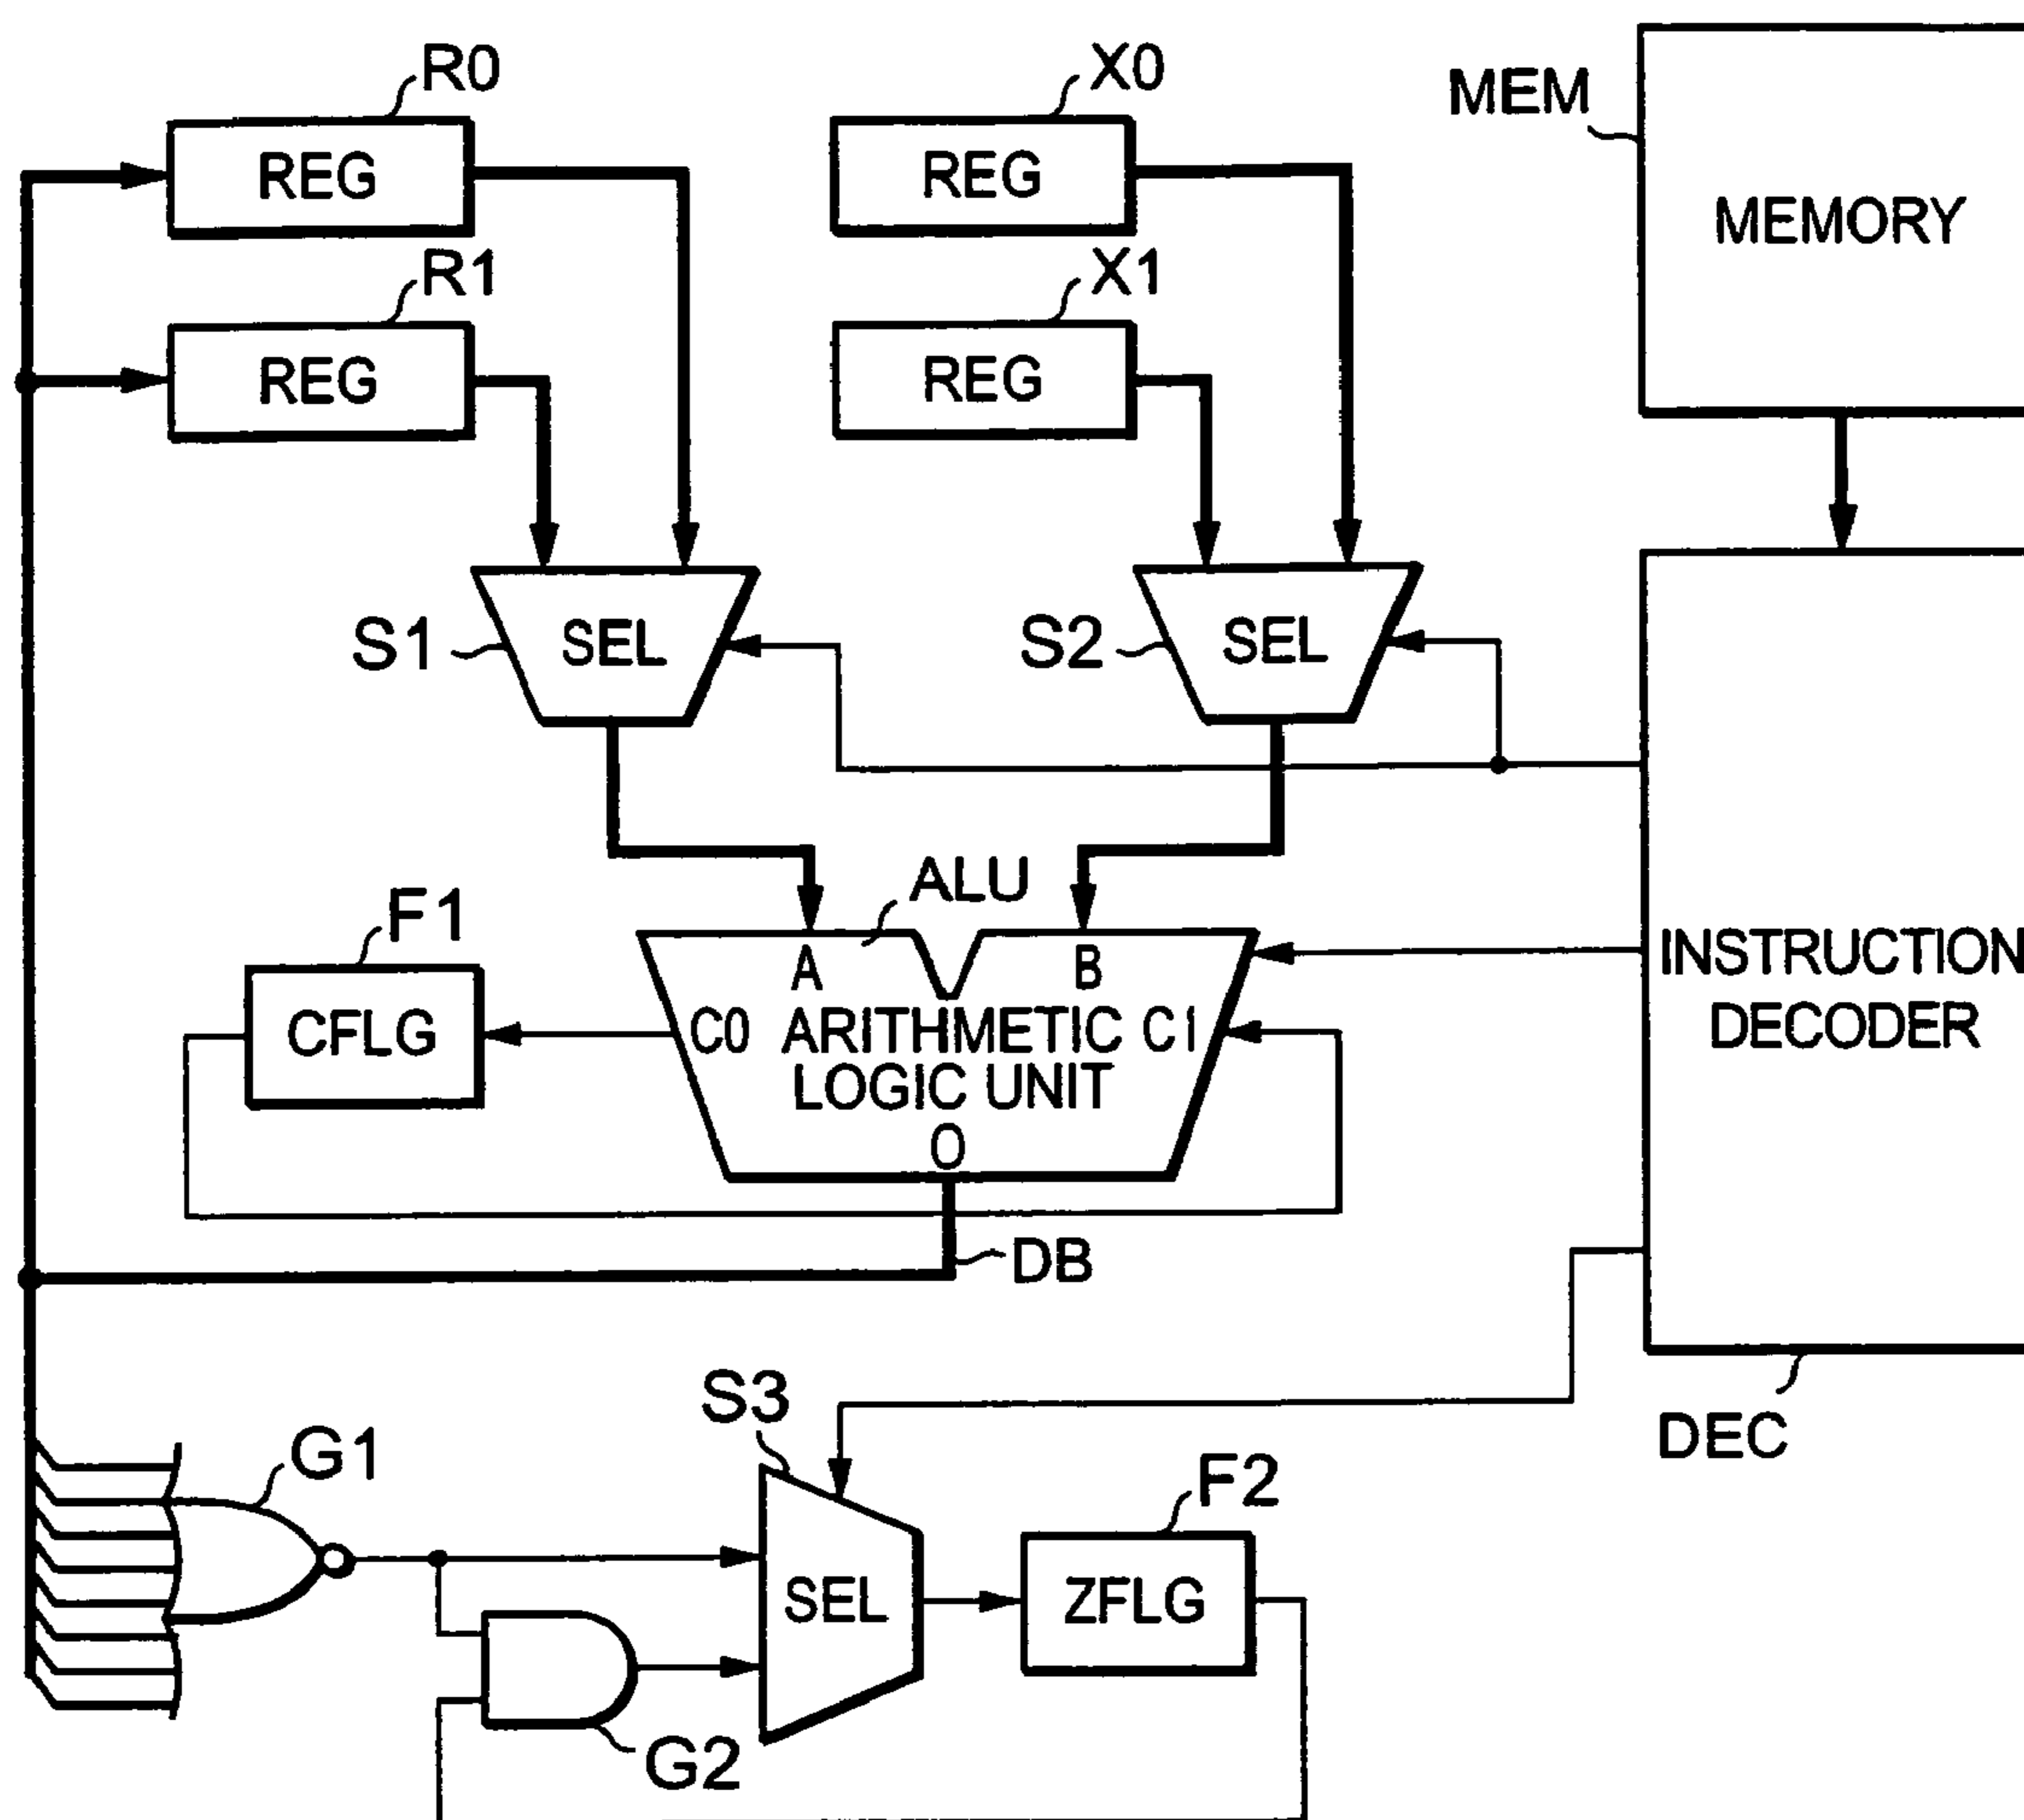 R0
X0
MEM
REG
REG
MEMORY
R1
X1
REG
REG
S1
SEL
S2
SEL
ALU
F1
A
B
INSTRUCTION
DECODER
CFLG
C0
ARITHMETIC
C1
LOGIC UNIT
O
DB
S3
DEC
G1
F2
SEL
ZFLG
G2